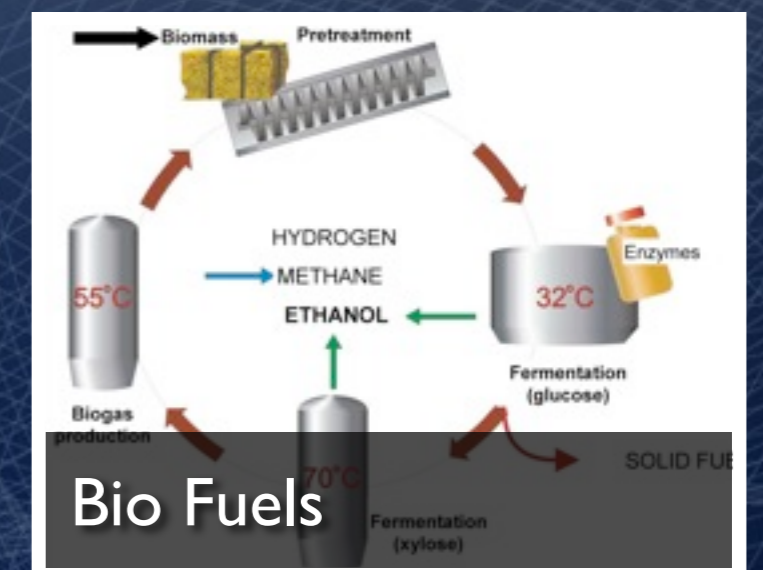 Biomass
Pretreatment
Enzymes
HYDROGEN
METHANE
ETHANOL
55°C
32°C
Fermentation
(glucose)
Biogas
production
70°C
SOLID FUE
Bio Fuels
Fermentation
(xylose)